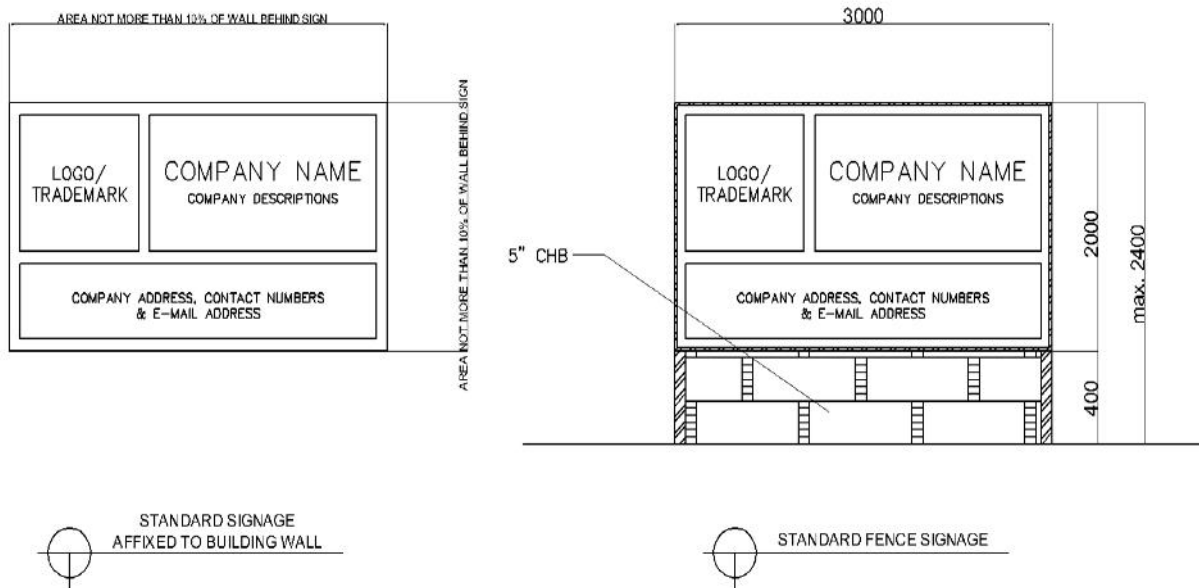 AREA NOT MORE THAN 10% OF WALL BEHIND SIGN
AREA NOT MORE THAN 10% OF WALL BEHIND SIGN
LOGO/
TRADEMARK
COMPANY NAME
COMPANY DESCRIPTIONS
COMPANY ADDRESS, CONTACT NUMBERS
& E-MAIL ADDRESS
STANDARD SIGNAGE
AFFIXED TO BUILDING WALL
3000
LOGO/
TRADEMARK
COMPANY NAME
COMPANY DESCRIPTIONS
COMPANY ADDRESS, CONTACT NUMBERS
& E-MAIL ADDRESS
5" CHB
2000
max. 2400
400
STANDARD FENCE SIGNAGE